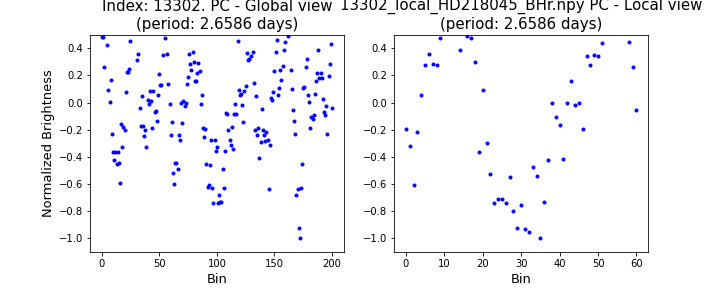 Index: 13302. PC - Global view
(period: 2.6586 days)
13302_local_HD218045_BHr.npy PC - Local view
(period: 2.6586 days)
Normalized Brightness
0.4
0.2
0.0
−0.2
−0.4
−0.6
−0.8
−1.0
0 50 100 150 200
Bin
0.4
0.2
0.0
−0.2
−0.4
−0.6
−0.8
−1.0
0 10 20 30 40 50 60
Bin